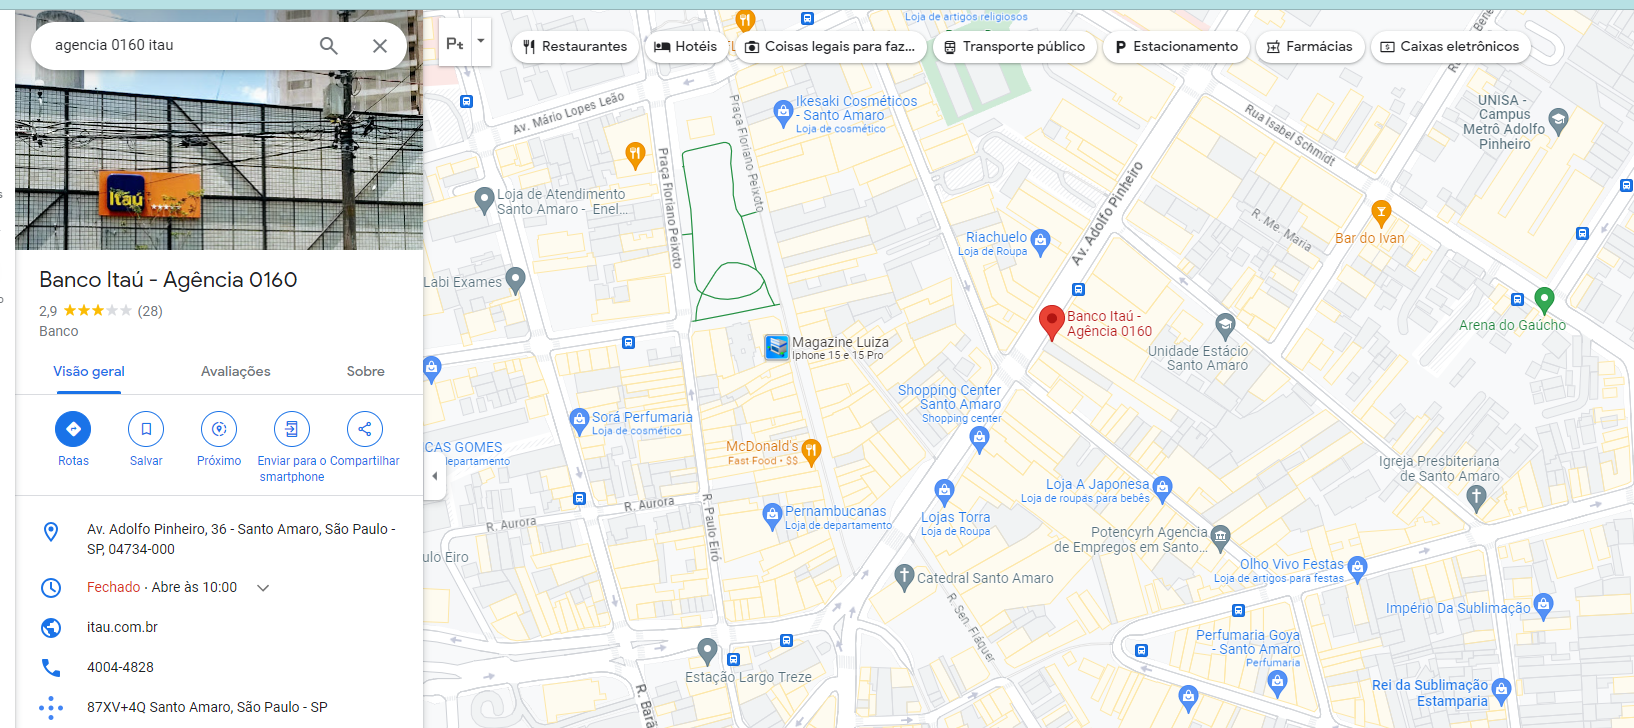 agencia 0160 itau
Itaú
Banco Itaú - Agência 0160
2,9
(28)
Banco
Visão geral
Avaliações
Sobre
Rotas
Salvar
Próximo
Enviar para o
smartphone
Compartilhar
Av. Adolfo Pinheiro, 36 - Santo Amaro, São Paulo -
SP, 04734-000
Fechado · Abre às 10:00
itau.com.br
4004-4828
87XV+4Q Santo Amaro, São Paulo - SP
Restaurantes
Hotéis
Coisas legais para faz...
Transporte público
Estacionamento
Farmácias
Caixas eletrônicos
Loja de artigos religiosos
Av. Mário Lopes Leão
Praça Floriano Peixoto
Praça Floriano Peixoto
Ikesaki Cosméticos
- Santo Amaro
Loja de cosmético
Rua Isabel Schmidt
UNISA -
Campus
Metrô Adolfo
Pinheiro
Loja de Atendimento
Santo Amaro - Enel...
Av. Adolfo Pinheiro
R. Me. Maria
Riachuelo
Loja de Roupa
Bar do Ivan
Labi Exames
Banco Itaú -
Agência 0160
Arena do Gaúcho
Magazine Luiza
Iphone 15 e 15 Pro
Unidade Estácio
Santo Amaro
Shopping Center
Santo Amaro
Shopping center
Sorá Perfumaria
Loja de cosmético
CAS GOMES
departamento
McDonald's
Fast Food • $$
Igreja Presbiteriana
de Santo Amaro
Loja A Japonesa
Loja de roupas para bebês
R. Aurora
R. Aurora
R. Paulo Eiró
Pernambucanas
Loja de departamento
Lojas Torra
Loja de Roupa
Potencyrh Agencia
de Empregos em Santo...
ulo Eiro
Olho Vivo Festas
Loja de artigos para festas
Catedral Santo Amaro
R. Sen. Fláquer
Império Da Sublimação
Perfumaria Goya
- Santo Amaro
Perfumaria
Estação Largo Treze
R. Bará
Rei da Sublimação
Estamparia